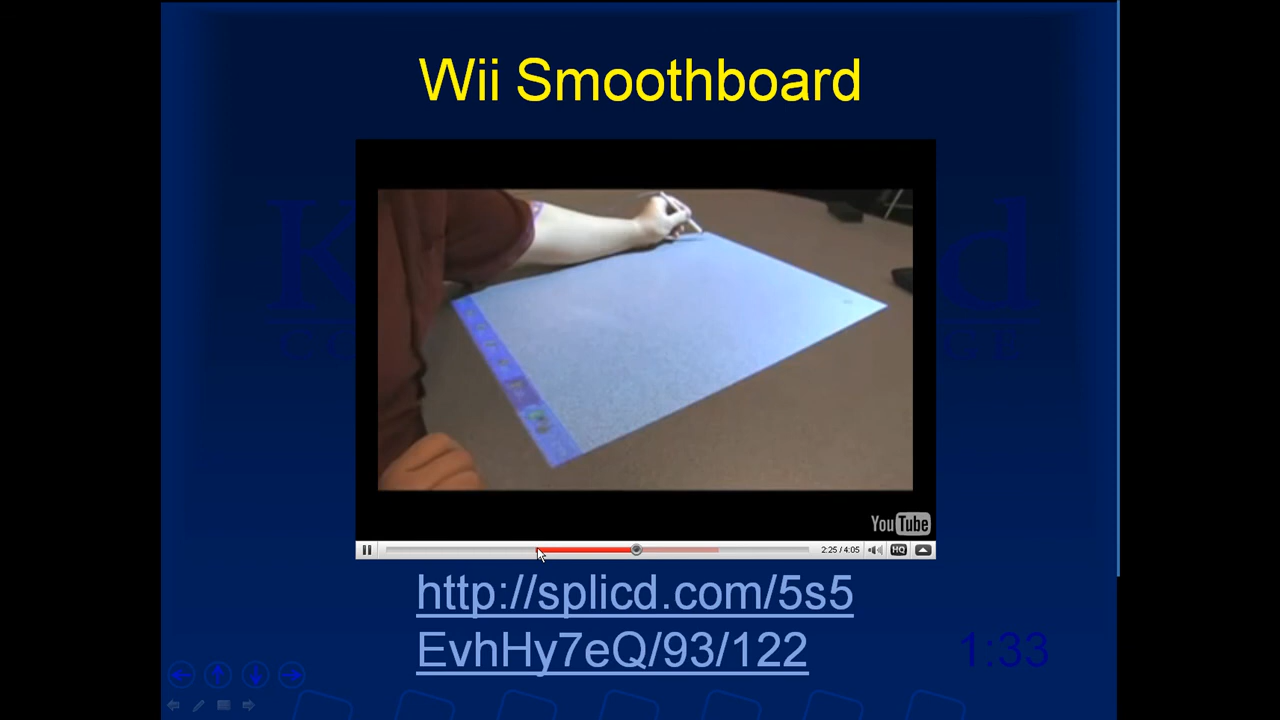 Wii Smoothboard
YouTube
2:25 / 4:05
HQ
http://splicd.com/5s5
EvhHy7eQ/93/122
1:33